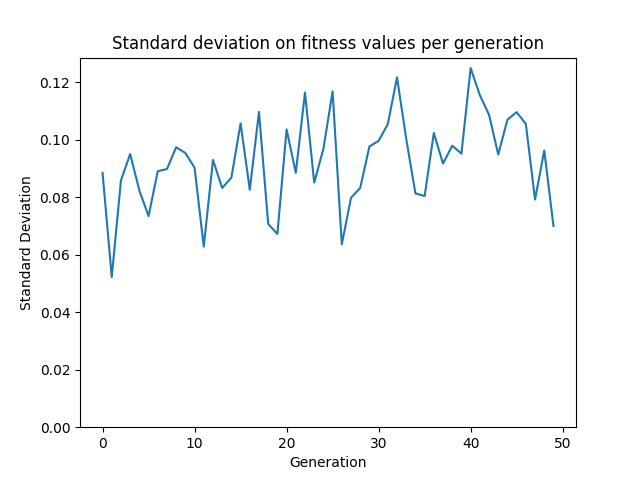 Standard deviation on fitness values per generation
0.12
0.10
0.08
0.06
0.04
0.02
0.00
Standard Deviation
0 10 20 30 40 50
Generation